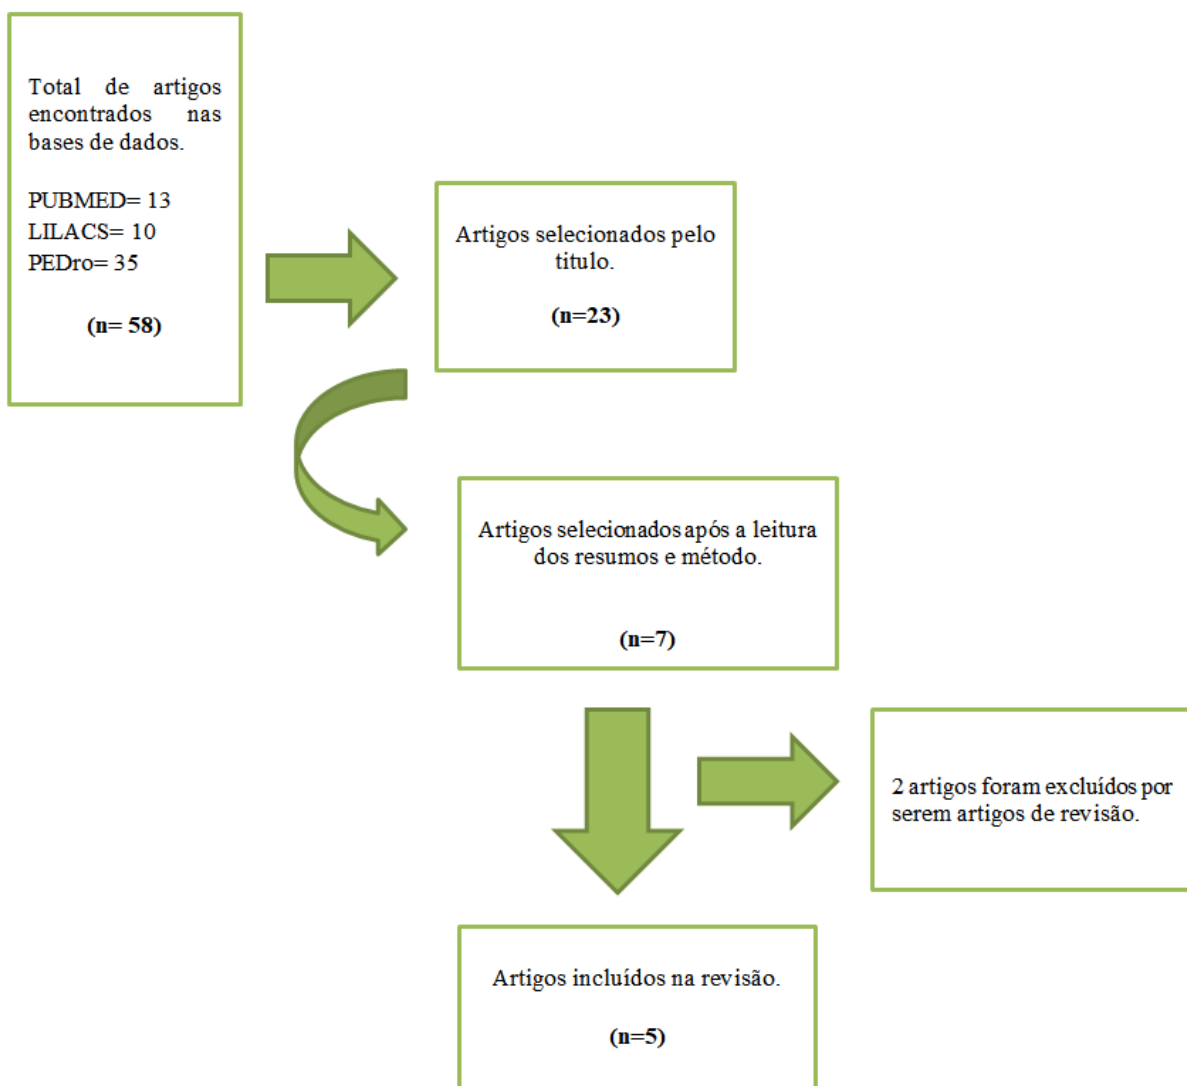 Total de artigos
encontrados nas
bases de dados.
PUBMED= 13
LILACS= 10
PEDro= 35
(n= 58)
Artigos selecionados pelo
titulo.
(n=23)
Artigos selecionados após a leitura
dos resumos e método.
(n=7)
2 artigos foram excluídos por
serem artigos de revisão.
Artigos incluídos na revisão.
(n=5)